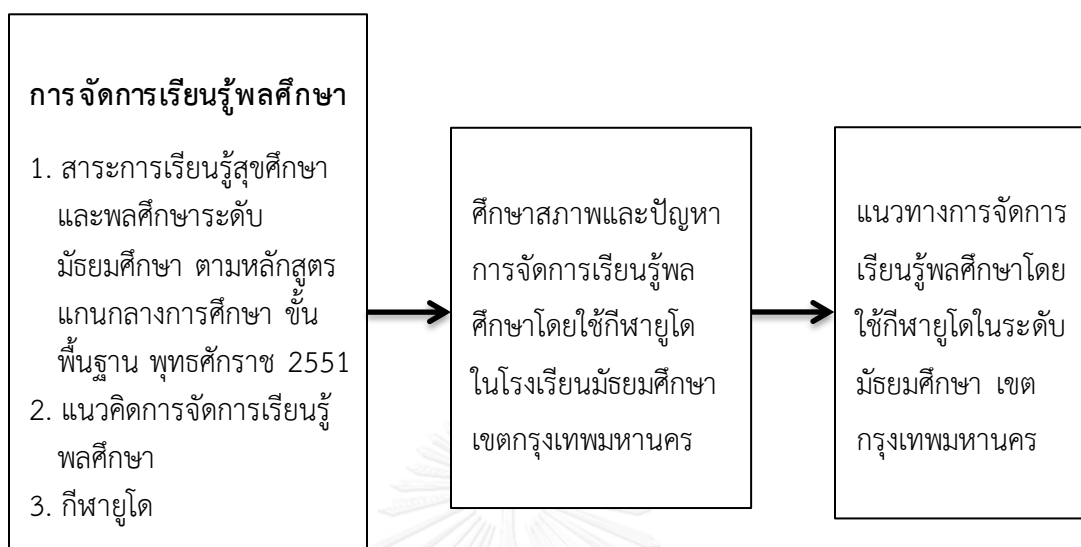 การจัดการเรียนรู้พลศึกษา
1. สาระการเรียนรู้สุขศึกษา
และพลศึกษาระดับ
มัธยมศึกษา ตามหลักสูตร
แกนกลางการศึกษา ขั้น
พื้นฐาน พุทธศักราช 2551
2. แนวคิดการจัดการเรียนรู้
พลศึกษา
3. กีฬายูโด
ศึกษาสภาพและปัญหา
การจัดการเรียนรู้พล
ศึกษาโดยใช้กีฬายูโด
ในโรงเรียนมัธยมศึกษา
เขตกรุงเทพมหานคร
แนวทางการจัดการ
เรียนรู้พลศึกษาโดย
ใช้กีฬายูโดในระดับ
มัธยมศึกษา เขต
กรุงเทพมหานคร